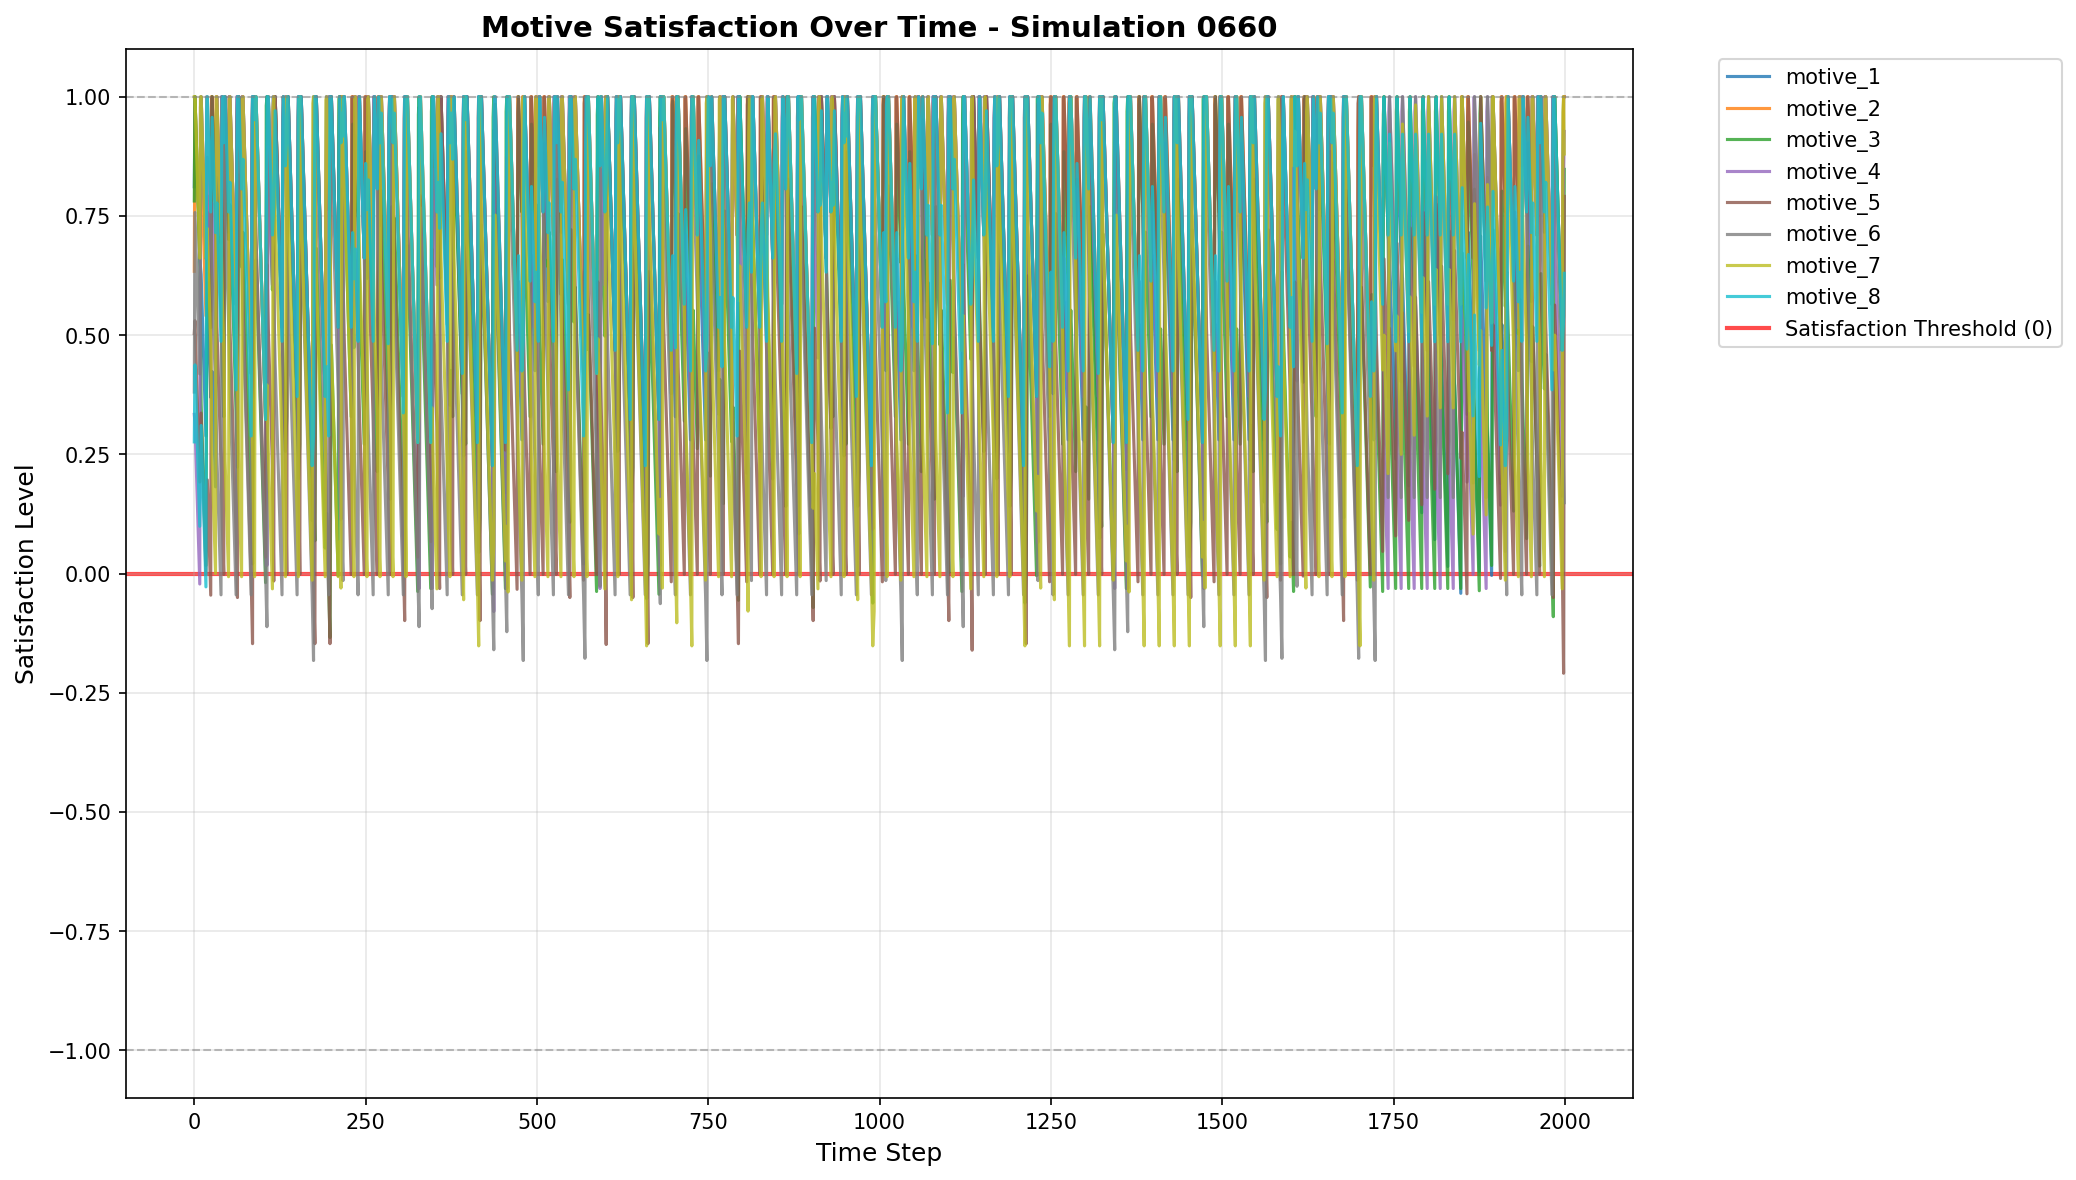 Motive Satisfaction Over Time - Simulation 0660
1.00
0.75
0.50
0.25
0.00
−0.25
−0.50
−0.75
−1.00
Satisfaction Level
0
250
500
750
1000
1250
1500
1750
2000
Time Step
motive_1
motive_2
motive_3
motive_4
motive_5
motive_6
motive_7
motive_8
Satisfaction Threshold (0)